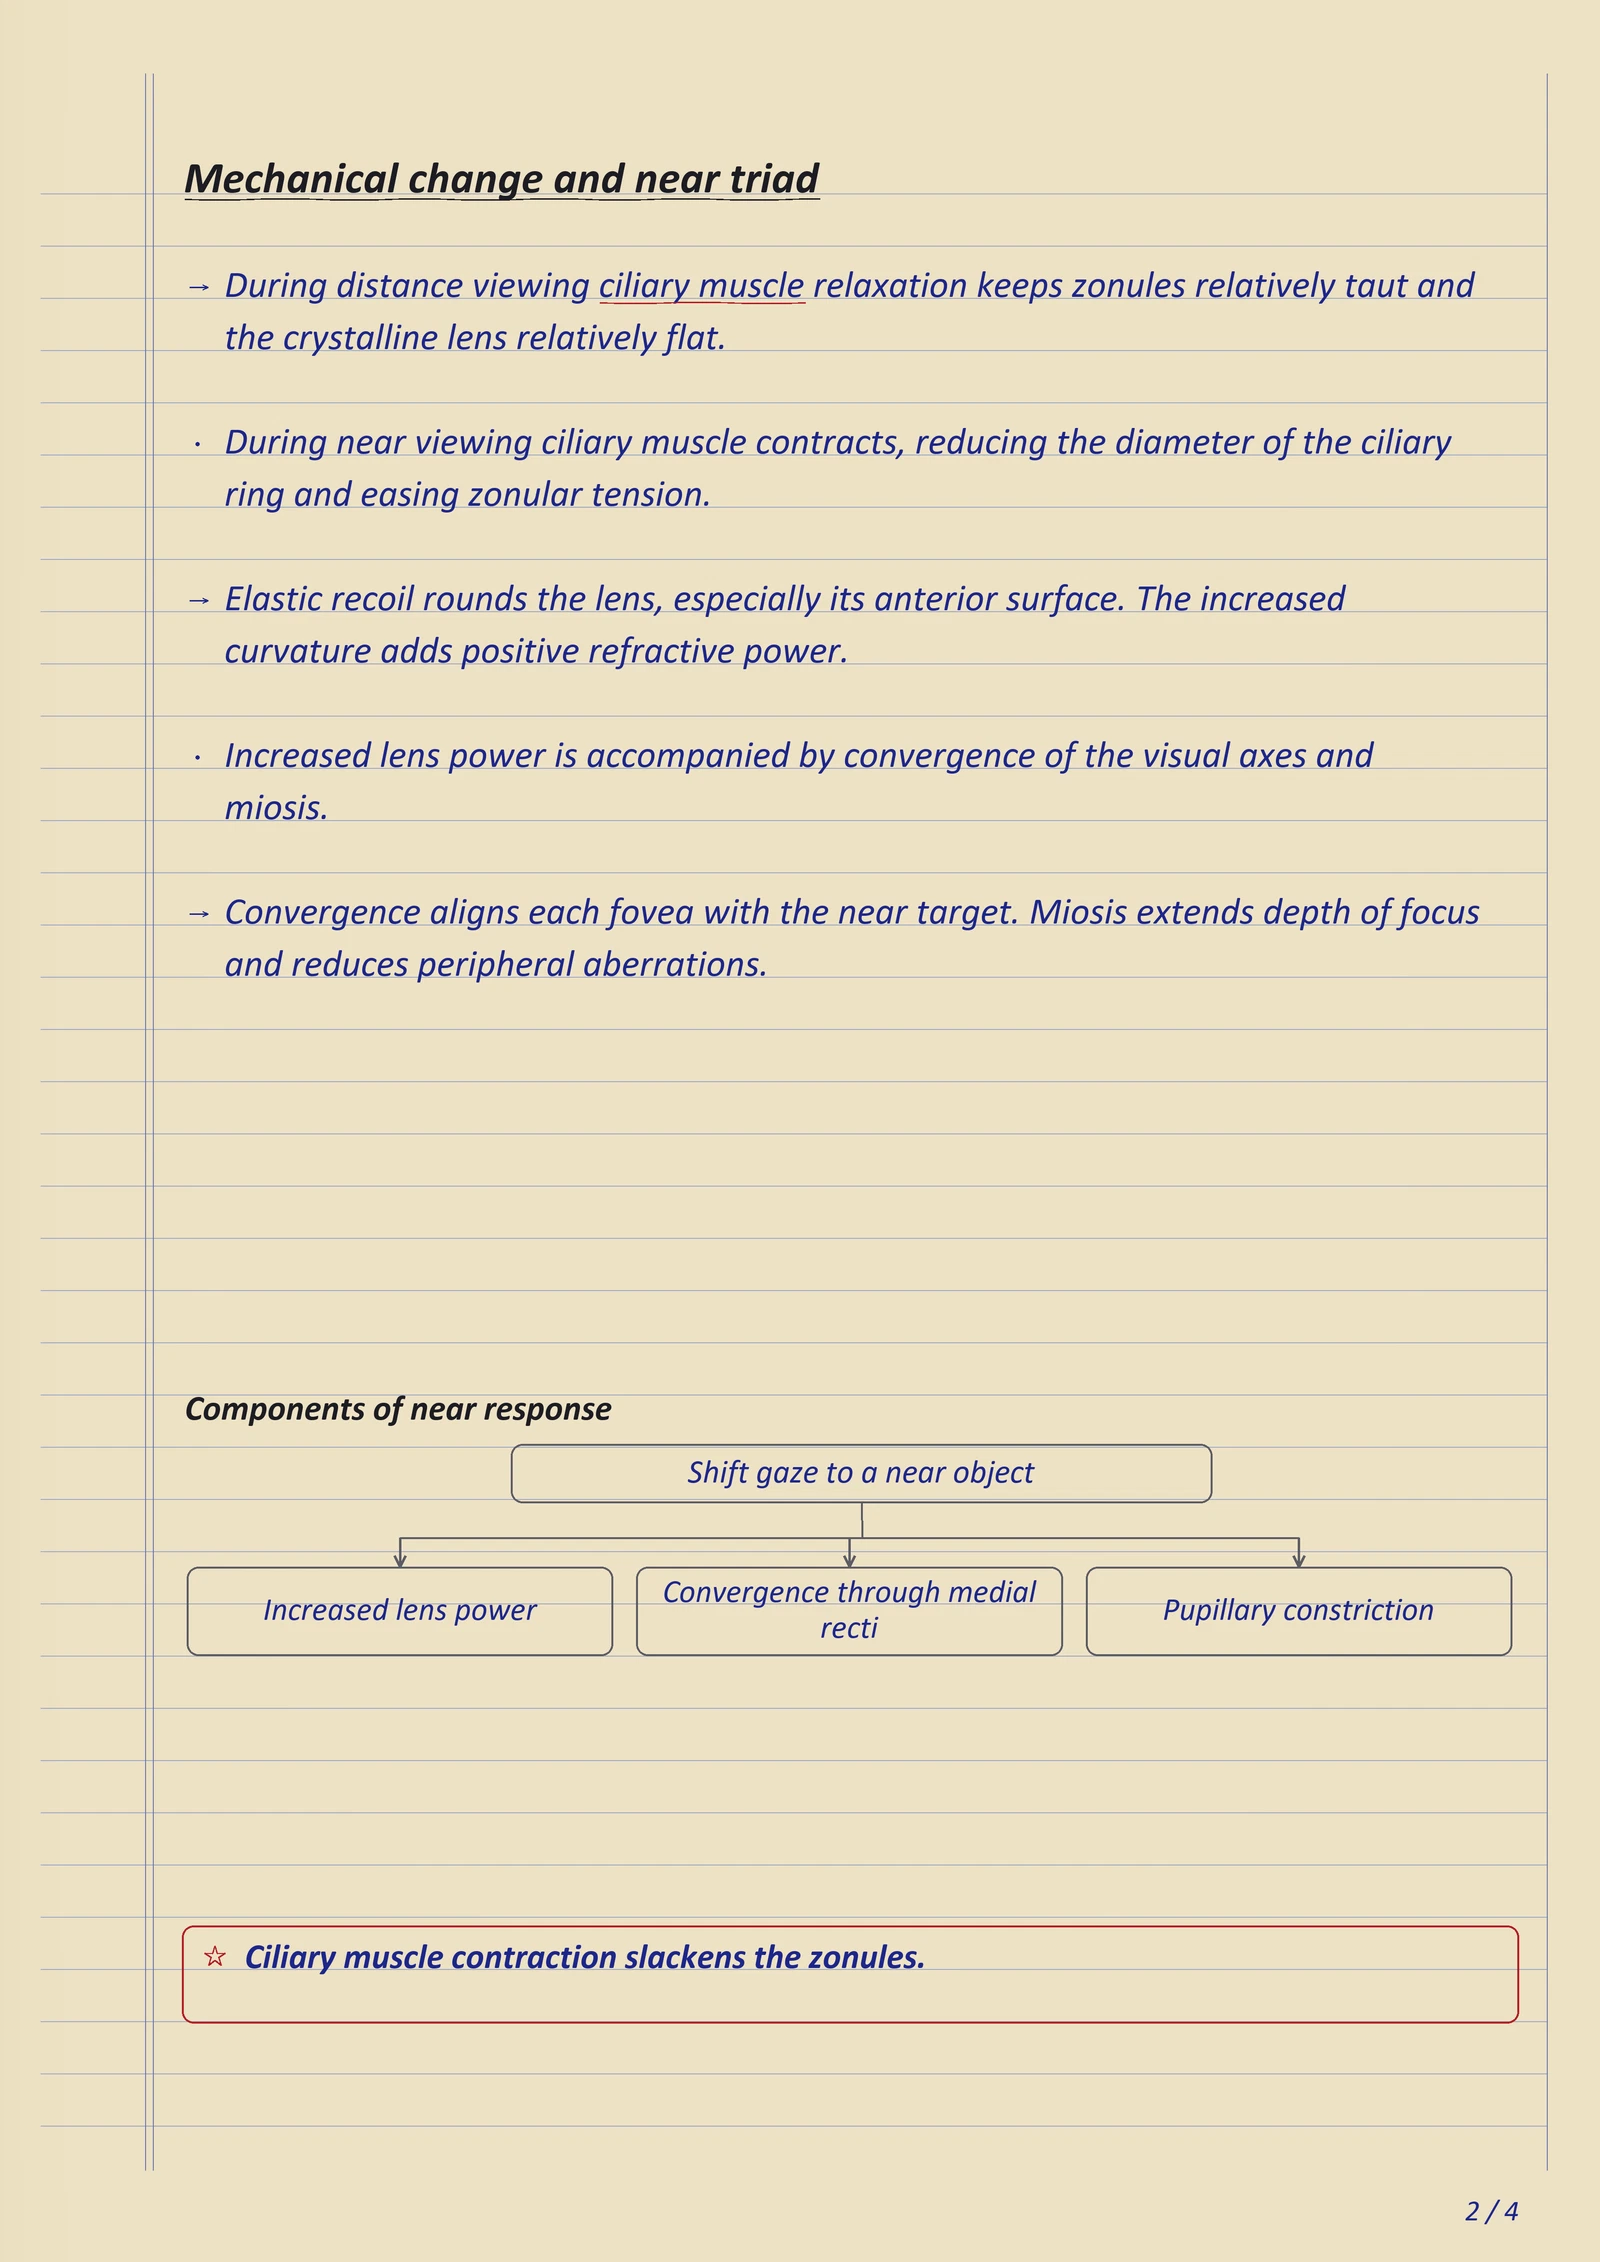 Mechanical change and near triad
→ During distance viewing ciliary muscle relaxation keeps zonules relatively taut and
the crystalline lens relatively flat.
· During near viewing ciliary muscle contracts, reducing the diameter of the ciliary
ring and easing zonular tension.
→ Elastic recoil rounds the lens, especially its anterior surface. The increased
curvature adds positive refractive power.
· Increased lens power is accompanied by convergence of the visual axes and
miosis.
→ Convergence aligns each fovea with the near target. Miosis extends depth of focus
and reduces peripheral aberrations.
Components of near response
Shift gaze to a near object
Increased lens power
Convergence through medial
recti
Pupillary constriction
☆ Ciliary muscle contraction slackens the zonules.
2 / 4